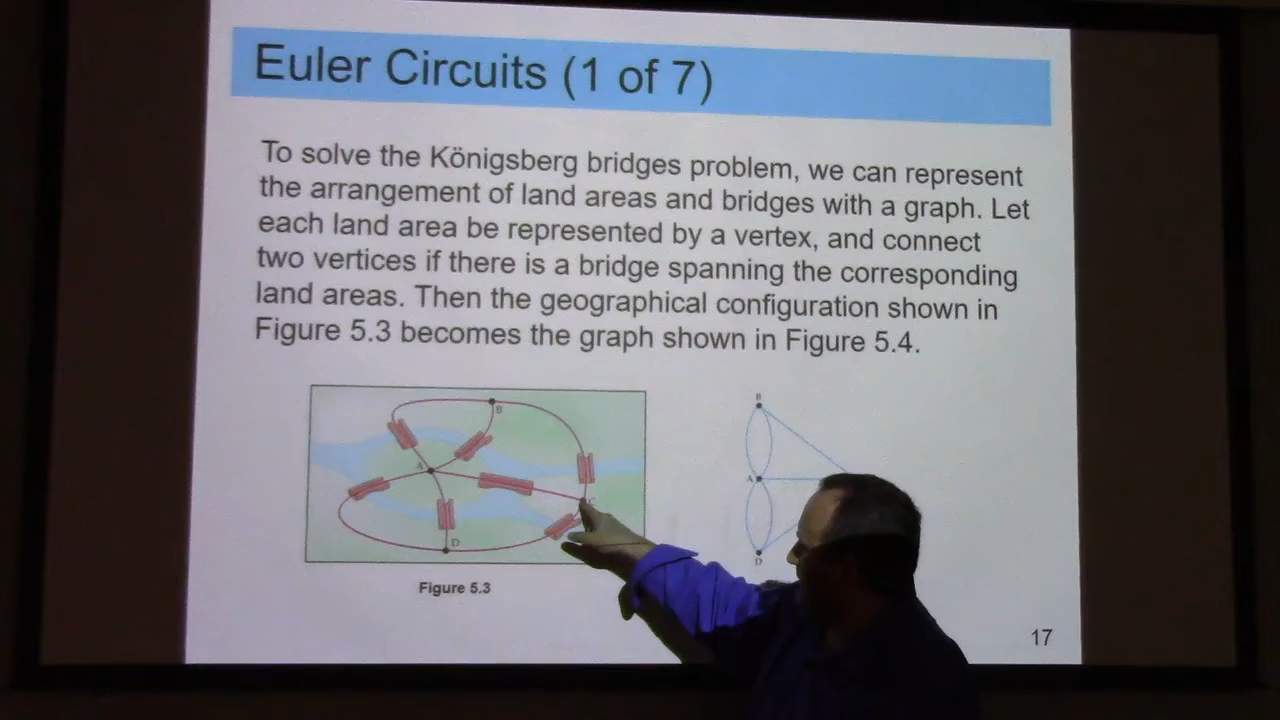 Euler Circuits (1 of 7)
To solve the Königsberg bridges problem, we can represent
the arrangement of land areas and bridges with a graph. Let
each land area be represented by a vertex, and connect
two vertices if there is a bridge spanning the corresponding
land areas. Then the geographical configuration shown in
Figure 5.3 becomes the graph shown in Figure 5.4.
B
A
C
D
Figure 5.3
B
A
D
17